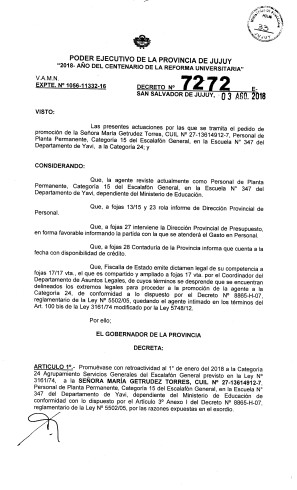 33
JUJUY
PODER EJECUTIVO DE LA PROVINCIA DE JUJUY
"2018- AÑO DEL CENTENARIO DE LA REFORMA UNIVERSITARIA"
V.A.M.N.
EXPTE. Nº 1056-11332-16
DECRETO Nº 7272 E-
SAN SALVADOR DE JUJUY, 03 AGO. 2018
VISTO:
Las presentes actuaciones por las que se tramita el pedido de
promoción de la Señora María Getrudez Torres, CUIL Nº 27-13614912-7, Personal de
Planta Permanente, Categoría 15 del Escalafón General, en la Escuela N° 347 del
Departamento de Yavi, a la Categoría 24; y
CONSIDERANDO:
Que, la agente revista actualmente como Personal de Planta
Permanente, Categoría 15 del Escalafón General, en la Escuela N° 347 del
Departamento de Yavi, dependiente del Ministerio de Educación.
Que, a fojas 13/15 y 23 rola informe de Dirección Provincial de
Personal.
Que, a fojas 27 interviene la Dirección Provincial de Presupuesto,
en forma favorable informando la partida con la que se atenderá el Gasto en Personal.
Que, a fojas 28 Contaduría de la Provincia informa que cuenta a la
fecha con disponibilidad de crédito.
Que, Fiscalía de Estado emite dictamen legal de su competencia a
fojas 17/17 vta., el que es compartido y ampliado a fojas 17 vta. por el Coordinador del
Departamento de Asuntos Legales, de cuyos términos se desprende que se encuentran
delineados los extremos legales para proceder a la promoción de la agente a la
Categoría 24, de conformidad a lo dispuesto por el Decreto N° 8865-H-07,
reglamentario de la Ley Nº 5502/05, quedando el agente intimado en los términos del
Art. 100 bis de la Ley 3161/74 modificado por la Ley 5748/12.
Por ello;
EL GOBERNADOR DE LA PROVINCIA
DECRETA:
ARTÍCULO 1º.- Promuévase con retroactividad al 1° de enero del 2018 a la Categoría
24 Agrupamiento Servicios Generales del Escalafón General previsto en la Ley Nº
3161/74, a la SEÑORA MARÍA GETRUDEZ TORRES, CUIL Nº 27-13614912-7,
Personal de Planta Permanente, Categoría 15 del Escalafón General, en la Escuela N°
347 del Departamento de Yavi, dependiente del Ministerio de Educación de
conformidad con lo dispuesto por el Artículo 3º Anexo I del Decreto N° 8865-H-07,
reglamentario de la Ley Nº 5502/05, por las razones expuestas en el exordio.